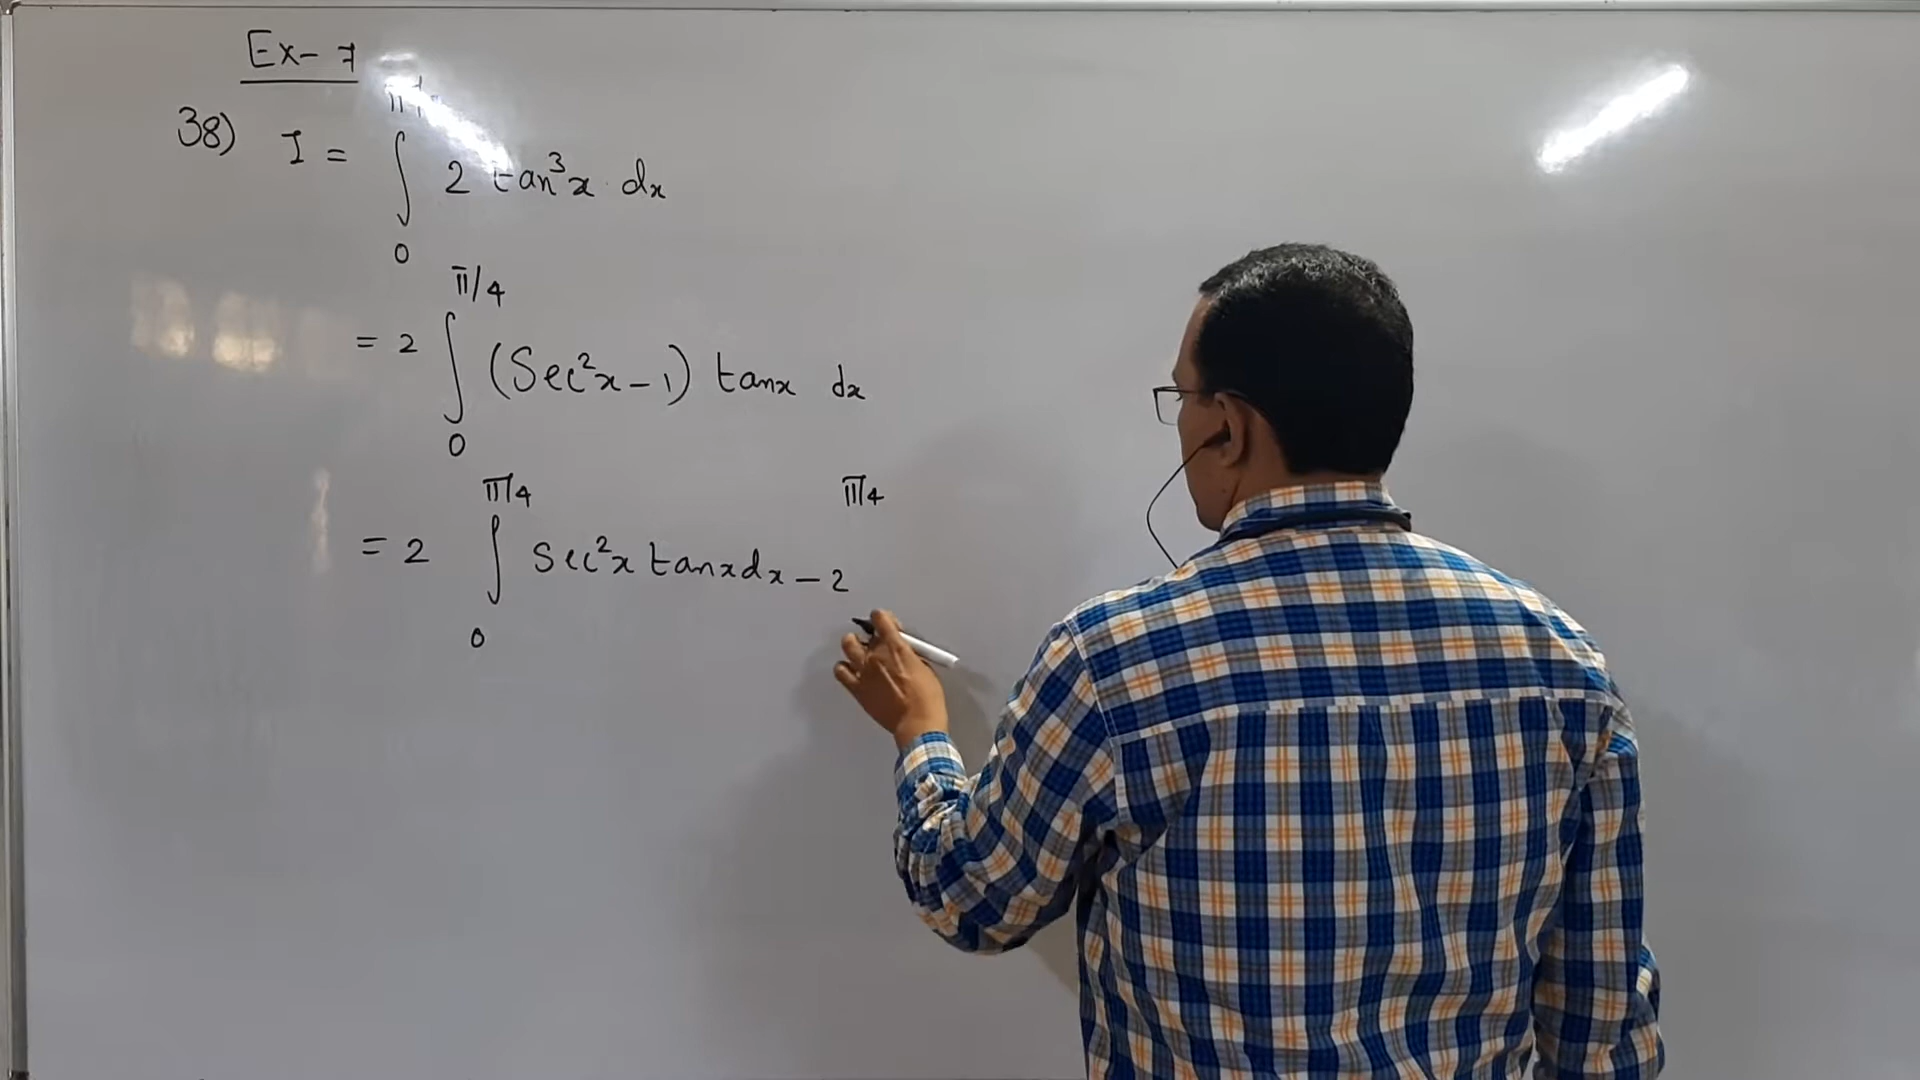 Ex- 7
π/
38) I = ∫ 2 tan³x dx
0
π/4
= 2 ∫ (Sec²x - 1) tanx dx
0
π/4 π/4
= 2 ∫ Sec²x tanx dx - 2
0